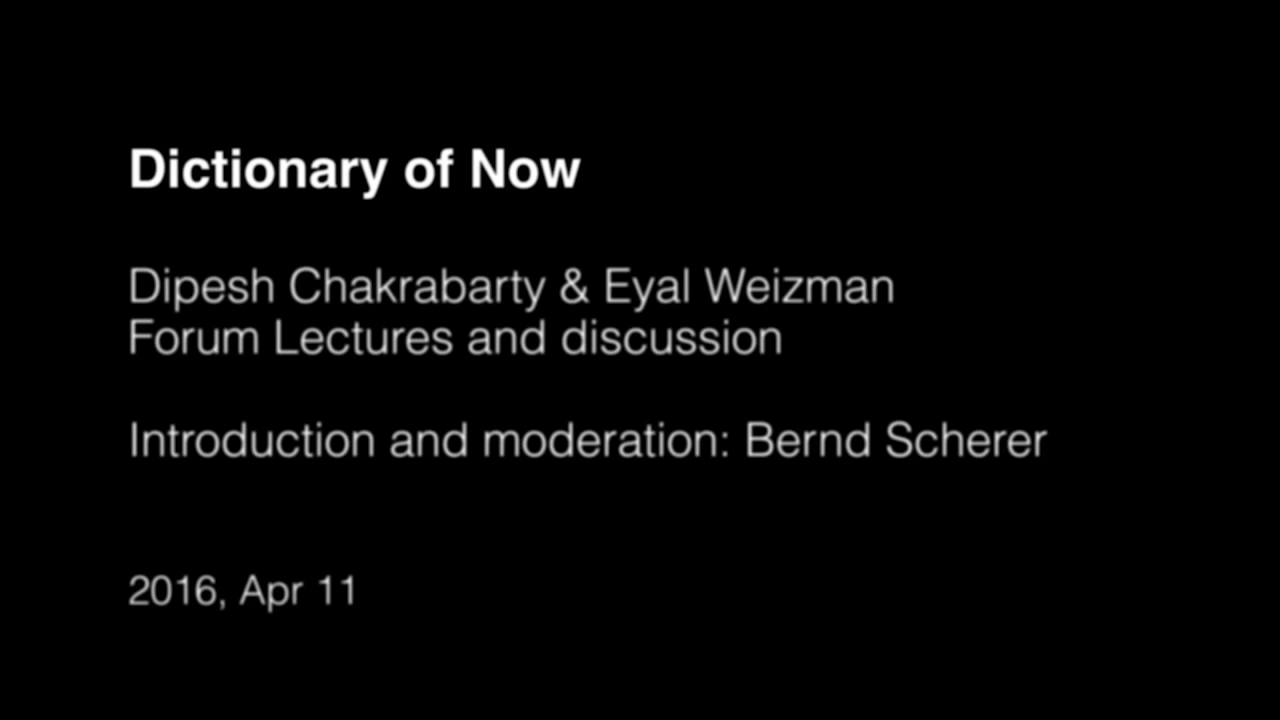 Dictionary of Now
Dipesh Chakrabarty & Eyal Weizman
Forum Lectures and discussion
Introduction and moderation: Bernd Scherer
2016, Apr 11